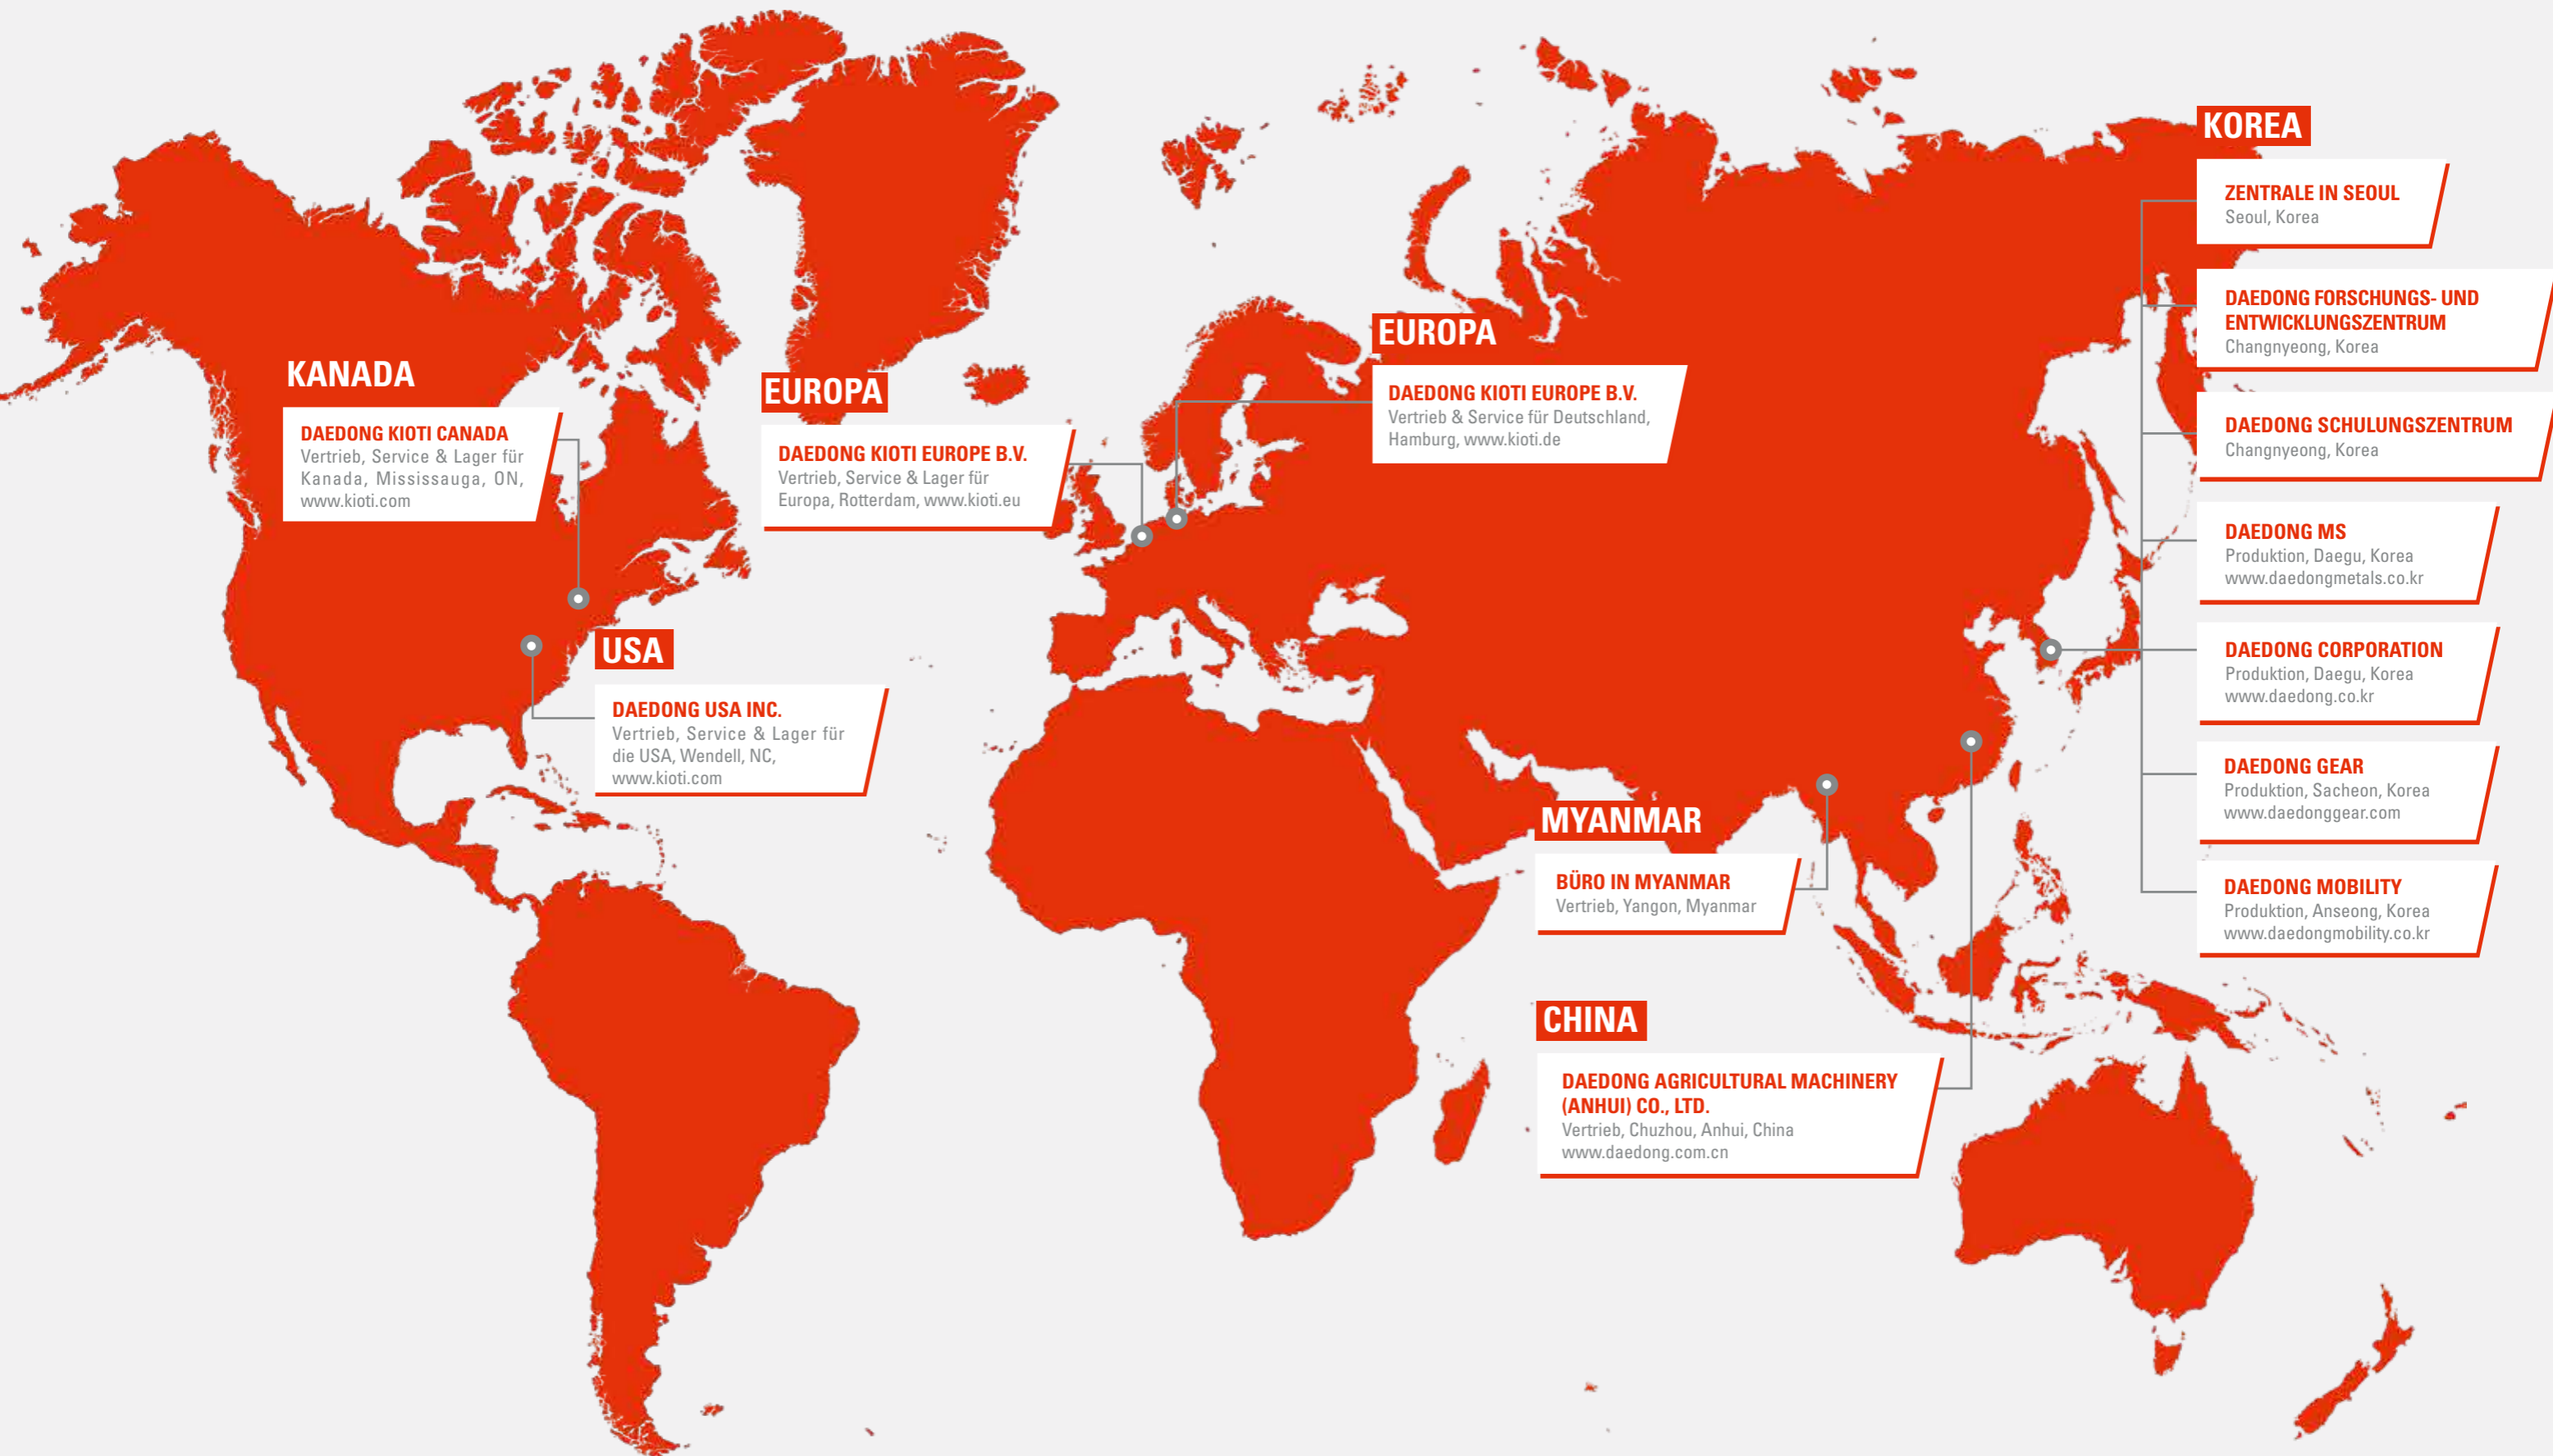 KANADA
DAEDONG KIOTI CANADA
Vertrieb, Service & Lager für
Kanada, Mississauga, ON,
www.kioti.com
USA
DAEDONG USA INC.
Vertrieb, Service & Lager für
die USA, Wendell, NC,
www.kioti.com
EUROPA
DAEDONG KIOTI EUROPE B.V.
Vertrieb, Service & Lager für
Europa, Rotterdam, www.kioti.eu
EUROPA
DAEDONG KIOTI EUROPE B.V.
Vertrieb & Service für Deutschland,
Hamburg, www.kioti.de
MYANMAR
BÜRO IN MYANMAR
Vertrieb, Yangon, Myanmar
CHINA
DAEDONG AGRICULTURAL MACHINERY
(ANHUI) CO., LTD.
Vertrieb, Chuzhou, Anhui, China
www.daedong.com.cn
KOREA
ZENTRALE IN SEOUL
Seoul, Korea
DAEDONG FORSCHUNGS- UND
ENTWICKLUNGSZENTRUM
Changnyeong, Korea
DAEDONG SCHULUNGSZENTRUM
Changnyeong, Korea
DAEDONG MS
Produktion, Daegu, Korea
www.daedongmetals.co.kr
DAEDONG CORPORATION
Produktion, Daegu, Korea
www.daedong.co.kr
DAEDONG GEAR
Produktion, Sacheon, Korea
www.daedonggear.com
DAEDONG MOBILITY
Produktion, Anseong, Korea
www.daedongmobility.co.kr